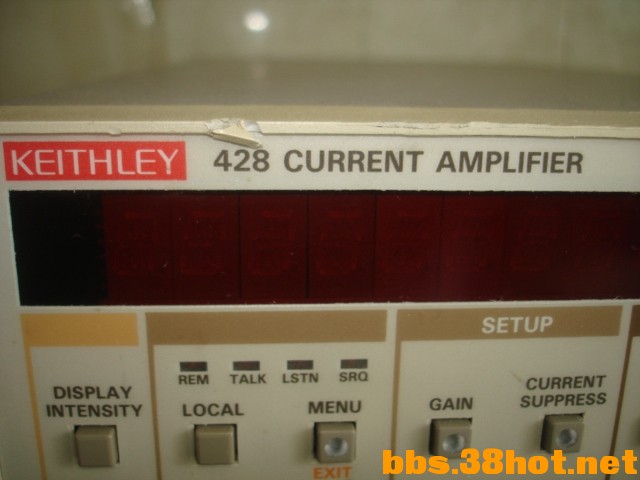 KEITHLEY 428 CURRENT AMPLIFIER
SETUP
REM TALK LSTN SRQ
DISPLAY
INTENSITY
LOCAL
MENU
EXIT
GAIN
CURRENT
SUPPRESS
bbs.38hot.net